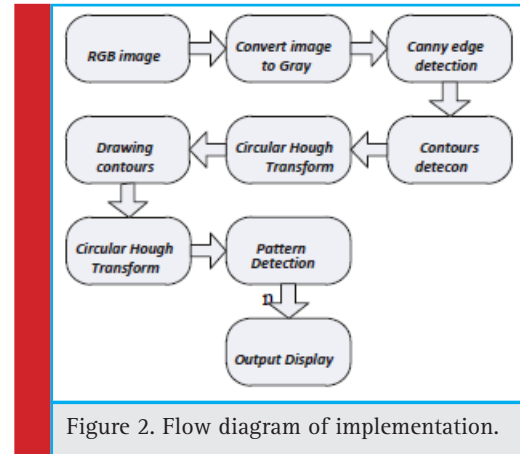 RGB image
Convert image
to Gray
Canny edge
detection
Contours
detecon
Circular Hough
Transform
Drawing
contours
Circular Hough
Transform
Pattern
Detection
n
Output Display
Figure 2. Flow diagram of implementation.